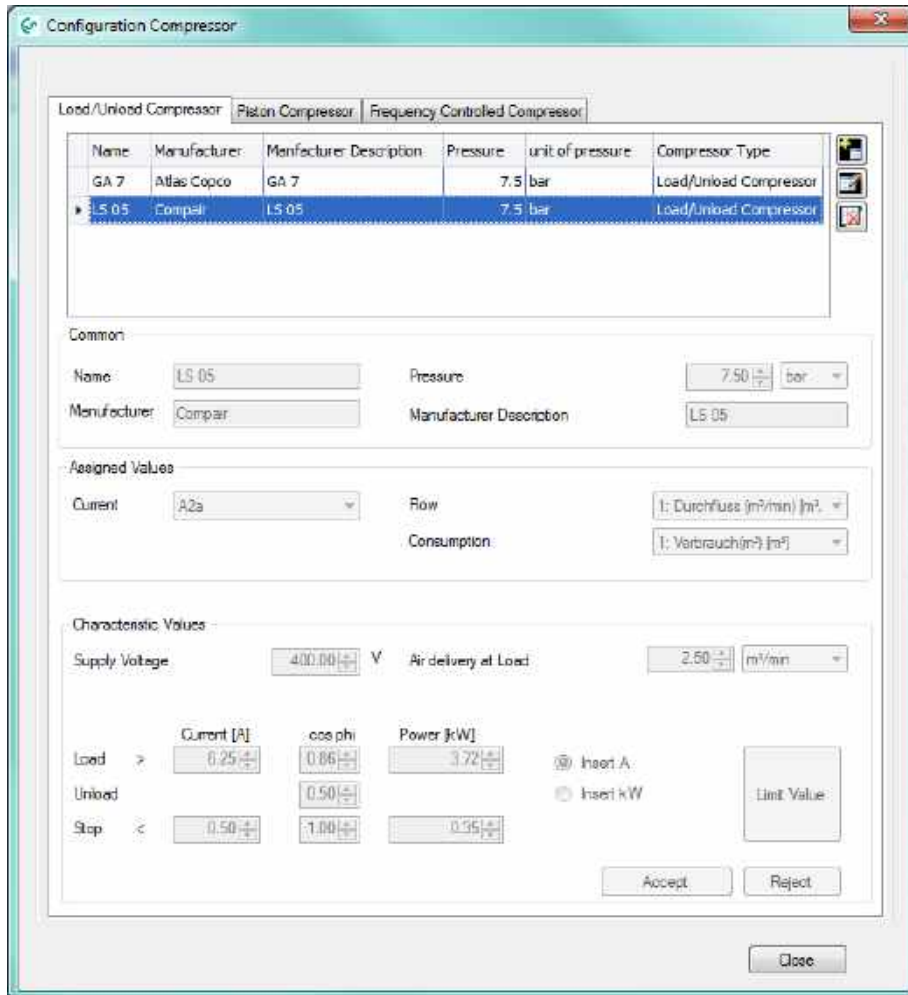 Configuration Compressor
Load/Unload Compressor Piston Compressor Frequency Controlled Compressor
Name Manufacturer Manfacturer Description Pressure unit of pressure Compressor Type
GA 7 Atlas Copco GA 7 7.5 bar Load/Unload Compressor
LS 05 Compair LS 05 7.5 bar Load/Unload Compressor
Common
Name LS 05 Pressure 7.50 bar
Manufacturer Compair Manufacturer Description LS 05
Assigned Values
Current A2a Flow 1: Durchfluss (m³/min) [m³.
Consumption 1: Verbrauch(m³) [m³]
Characteristic Values
Supply Voltage 400.00 V Air delivery at Load 2.50 m³/min
Current [A] cos phi Power [kW]
Load > 6.25 0.86 3.72 Insert A
Unload 0.50 Insert kW Limit Value
Stop < 0.50 1.00 0.35
Accept Reject
Close